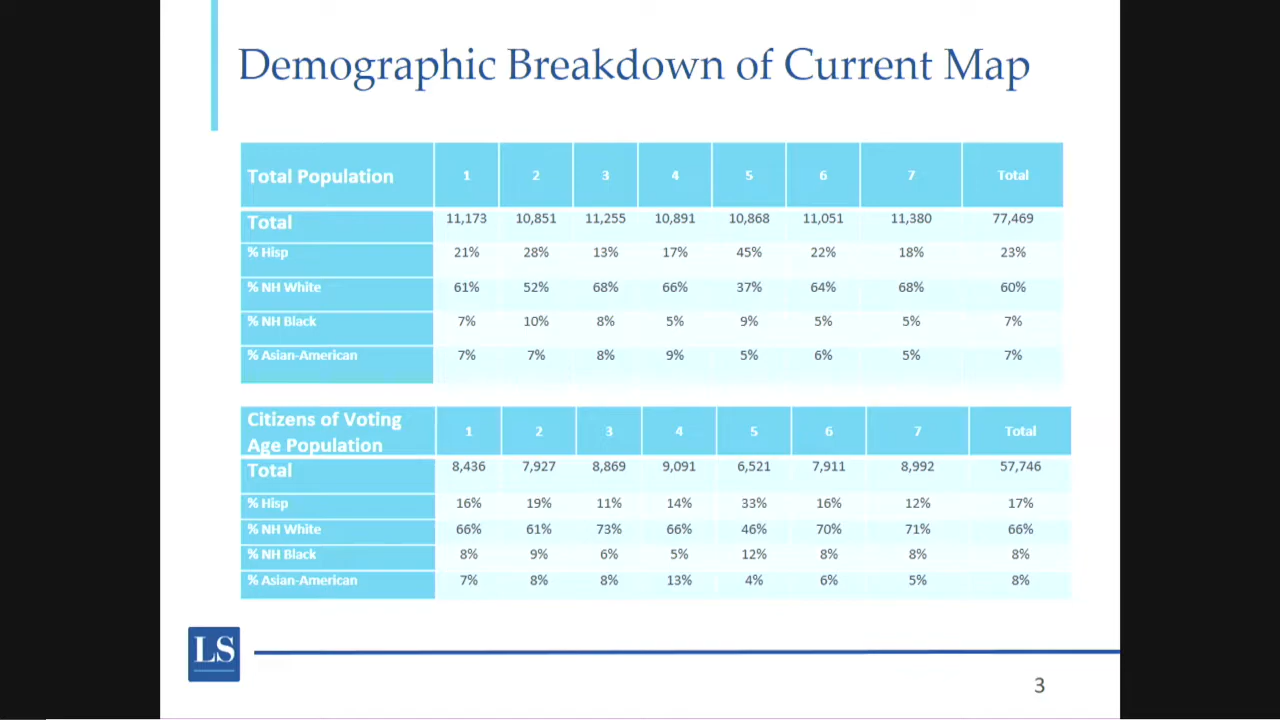 Demographic Breakdown of Current Map
Total Population 1 2 3 4 5 6 7 Total
Total 11,173 10,851 11,255 10,891 10,868 11,051 11,380 77,469
% Hisp 21% 28% 13% 17% 45% 22% 18% 23%
% NH White 61% 52% 68% 66% 37% 64% 68% 60%
% NH Black 7% 10% 8% 5% 9% 5% 5% 7%
% Asian-American 7% 7% 8% 9% 5% 6% 5% 7%
Citizens of Voting
Age Population 1 2 3 4 5 6 7 Total
Total 8,436 7,927 8,869 9,091 6,521 7,911 8,992 57,746
% Hisp 16% 19% 11% 14% 33% 16% 12% 17%
% NH White 66% 61% 73% 66% 46% 70% 71% 66%
% NH Black 8% 9% 6% 5% 12% 8% 8% 8%
% Asian-American 7% 8% 8% 13% 4% 6% 5% 8%
LS
3